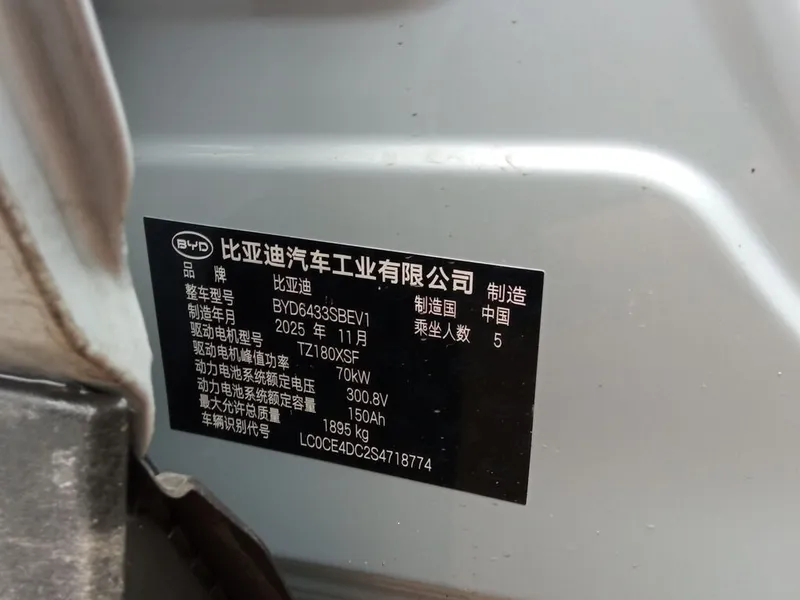 BYD 比亚迪汽车工业有限公司 制造
品 牌 比亚迪 制造国 中国
整车型号 BYD6433SBEV1 乘坐人数 5
制造年月 2025 年 11月
驱动电机型号 TZ180XSF
驱动电机峰值功率 70kW
动力电池系统额定电压 300.8V
动力电池系统额定容量 150Ah
最大允许总质量 1895 kg
车辆识别代号 LC0CE4DC2S4718774